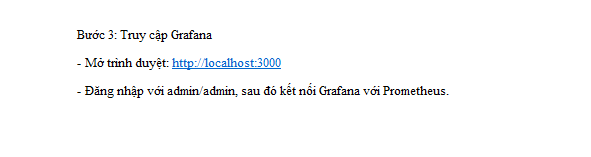 Bước 3: Truy cập Grafana
- Mở trình duyệt: http://localhost:3000
- Đăng nhập với admin/admin, sau đó kết nối Grafana với Prometheus.